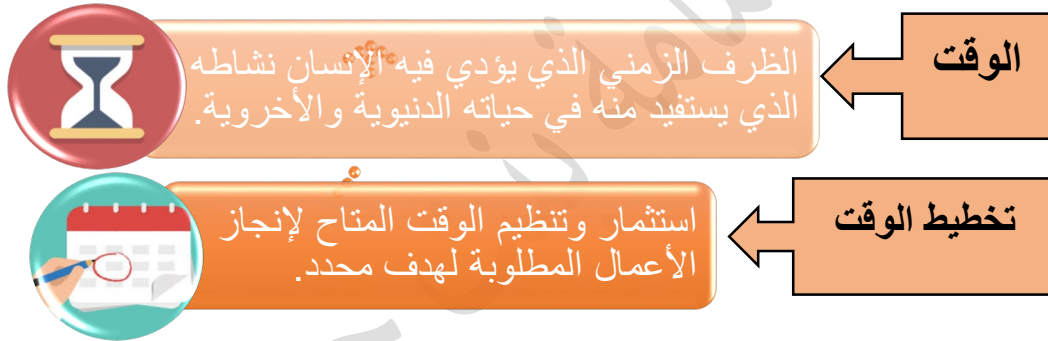 الوقت
الظرف الزمني الذي يؤدي فيه الإنسان نشاطه
الذي يستفيد منه في حياته الدنيوية والأخروية.
تخطيط الوقت
استثمار وتنظيم الوقت المتاح لإنجاز
الأعمال المطلوبة لهدف محدد.